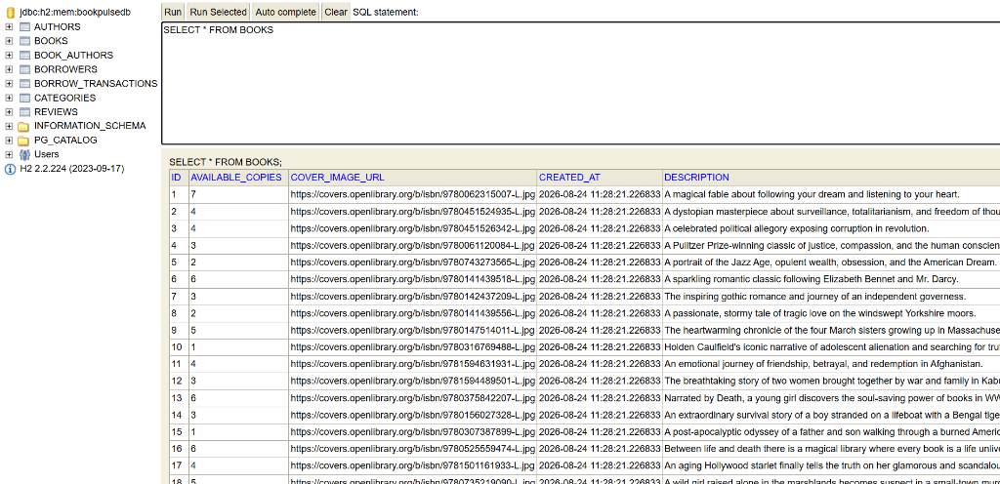 jdbc:h2:mem:bookpulsedb
AUTHORS
BOOKS
BOOK_AUTHORS
BORROWERS
BORROW_TRANSACTIONS
CATEGORIES
REVIEWS
INFORMATION_SCHEMA
PG_CATALOG
Users
H2 2.2.224 (2023-09-17)
Run Run Selected Auto complete Clear SQL statement:
SELECT * FROM BOOKS
SELECT * FROM BOOKS;
ID AVAILABLE_COPIES COVER_IMAGE_URL CREATED_AT DESCRIPTION
1 7 https://covers.openlibrary.org/b/isbn/9780062315007-L.jpg 2026-08-24 11:28:21.226833 A magical fable about following your dream and listening to your heart.
2 4 https://covers.openlibrary.org/b/isbn/9780451524935-L.jpg 2026-08-24 11:28:21.226833 A dystopian masterpiece about surveillance, totalitarianism, and freedom of thou
3 4 https://covers.openlibrary.org/b/isbn/9780451526342-L.jpg 2026-08-24 11:28:21.226833 A celebrated political allegory exposing corruption in revolution.
4 3 https://covers.openlibrary.org/b/isbn/9780061120084-L.jpg 2026-08-24 11:28:21.226833 A Pulitzer Prize-winning classic of justice, compassion, and the human conscien
5 2 https://covers.openlibrary.org/b/isbn/9780743273565-L.jpg 2026-08-24 11:28:21.226833 A portrait of the Jazz Age, opulent wealth, obsession, and the American Dream.
6 6 https://covers.openlibrary.org/b/isbn/9780141439518-L.jpg 2026-08-24 11:28:21.226833 A sparkling romantic classic following Elizabeth Bennet and Mr. Darcy.
7 3 https://covers.openlibrary.org/b/isbn/9780142437209-L.jpg 2026-08-24 11:28:21.226833 The inspiring gothic romance and journey of an independent governess.
8 2 https://covers.openlibrary.org/b/isbn/9780141439556-L.jpg 2026-08-24 11:28:21.226833 A passionate, stormy tale of tragic love on the windswept Yorkshire moors.
9 5 https://covers.openlibrary.org/b/isbn/9780147514011-L.jpg 2026-08-24 11:28:21.226833 The heartwarming chronicle of the four March sisters growing up in Massachuse
10 1 https://covers.openlibrary.org/b/isbn/9780316769488-L.jpg 2026-08-24 11:28:21.226833 Holden Caulfield's iconic narrative of adolescent alienation and searching for tru
11 4 https://covers.openlibrary.org/b/isbn/9781594631931-L.jpg 2026-08-24 11:28:21.226833 An emotional journey of friendship, betrayal, and redemption in Afghanistan.
12 3 https://covers.openlibrary.org/b/isbn/9781594489501-L.jpg 2026-08-24 11:28:21.226833 The breathtaking story of two women brought together by war and family in Kabu
13 6 https://covers.openlibrary.org/b/isbn/9780375842207-L.jpg 2026-08-24 11:28:21.226833 Narrated by Death, a young girl discovers the soul-saving power of books in WW
14 3 https://covers.openlibrary.org/b/isbn/9780156027328-L.jpg 2026-08-24 11:28:21.226833 An extraordinary survival story of a boy stranded on a lifeboat with a Bengal tige
15 1 https://covers.openlibrary.org/b/isbn/9780307387899-L.jpg 2026-08-24 11:28:21.226833 A post-apocalyptic odyssey of a father and son walking through a burned Americ
16 6 https://covers.openlibrary.org/b/isbn/9780525559474-L.jpg 2026-08-24 11:28:21.226833 Between life and death there is a magical library where every book is a life unlive
17 4 https://covers.openlibrary.org/b/isbn/9781501161933-L.jpg 2026-08-24 11:28:21.226833 An aging Hollywood starlet finally tells the truth on her glamorous and scandalou
18 5 https://covers.openlibrary.org/b/isbn/9780735219090-L.jpg 2026-08-24 11:28:21.226833 A wild girl raised alone in the marshlands becomes suspect in a small-town mur